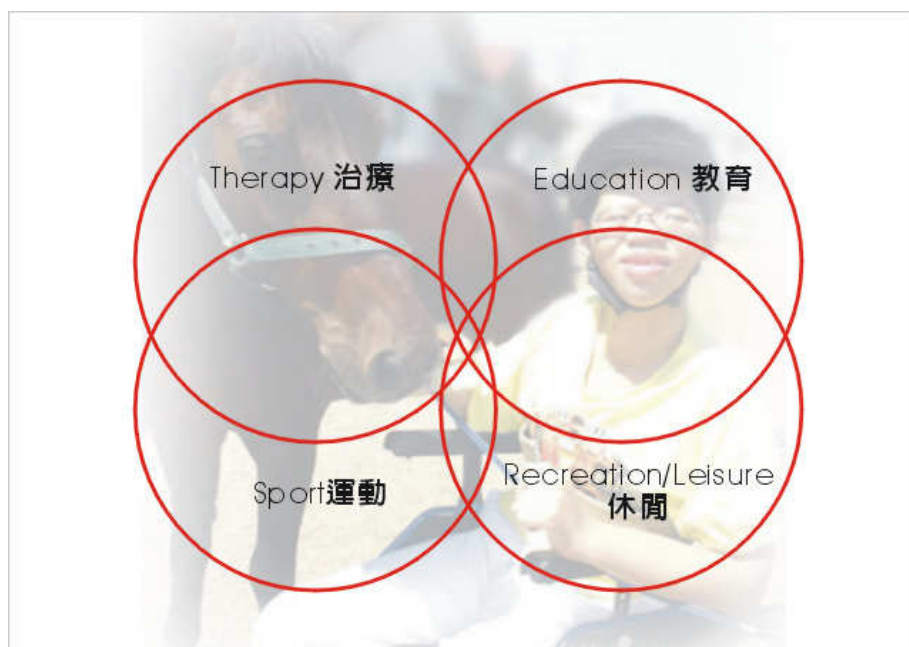 Therapy 治療
Education 教育
Sport運動
Recreation/Leisure
休閒